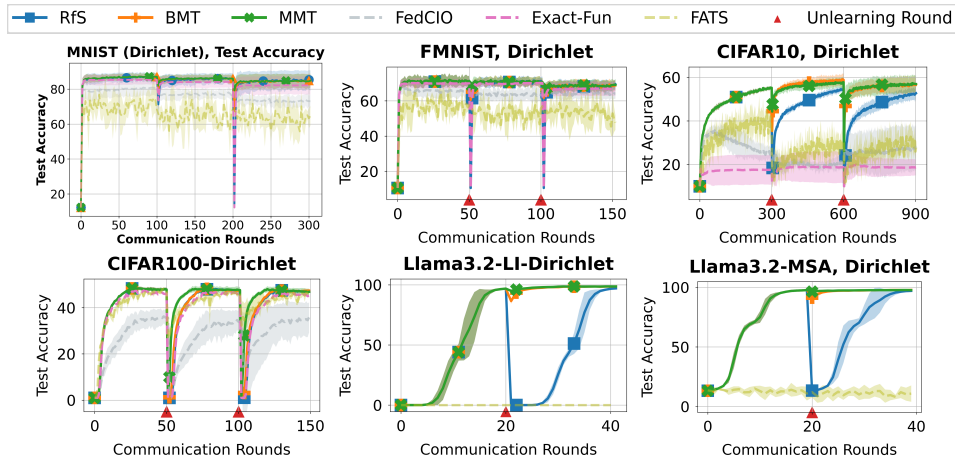 RfS BMT MMT FedCIO Exact-Fun FATS Unlearning Round
MNIST (Dirichlet), Test Accuracy
Test Accuracy
80
60
40
20
0 50 100 150 200 250 300
Communication Rounds
FMNIST, Dirichlet
Test Accuracy
60
40
20
0 50 100 150
Communication Rounds
CIFAR10, Dirichlet
Test Accuracy
60
40
20
0 300 600 900
Communication Rounds
CIFAR100-Dirichlet
Test Accuracy
40
20
0
0 50 100 150
Communication Rounds
Llama3.2-LI-Dirichlet
Test Accuracy
100
50
0
0 20 40
Communication Rounds
Llama3.2-MSA, Dirichlet
Test Accuracy
100
50
0
0 20 40
Communication Rounds